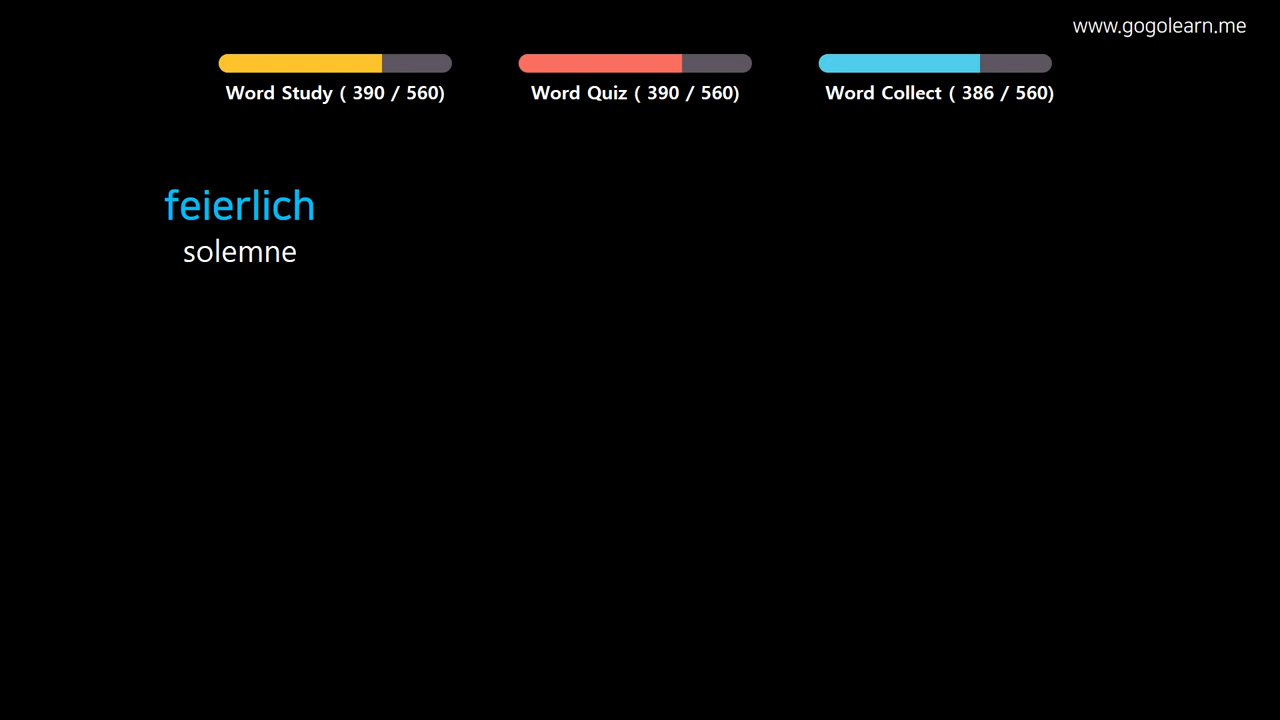 www.gogolearn.me
Word Study ( 390 / 560)
Word Quiz ( 390 / 560)
Word Collect ( 386 / 560)
feierlich
solemne